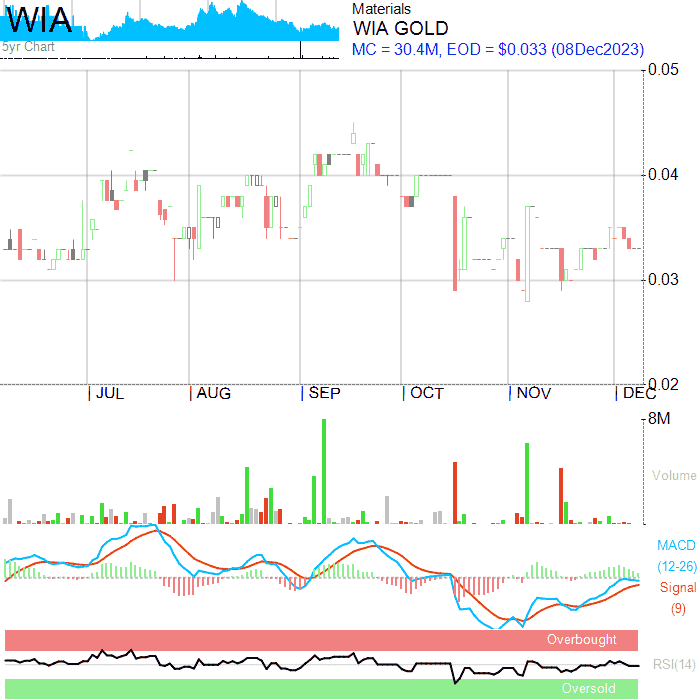 WIA
5yr Chart
Materials
WIA GOLD
MC = 30.4M, EOD = $0.033 (08Dec2023)
0.05
0.04
0.03
0.02
JUL AUG SEP OCT NOV DEC
8M
Volume
MACD
(12-26)
Signal
(9)
Overbought
RSI(14)
Oversold